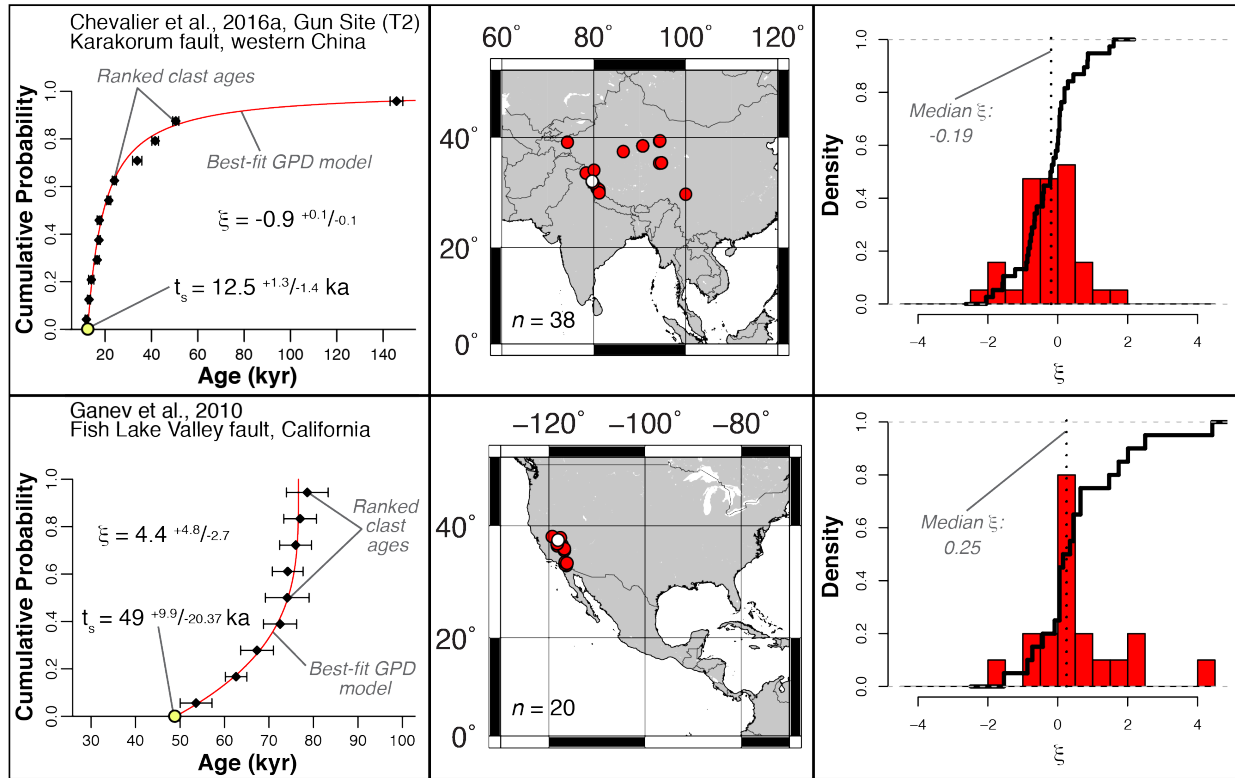 Chevalier et al., 2016a, Gun Site (T2)
Karakorum fault, western China
Ranked clast ages
Best-fit GPD model
ξ = -0.9 +0.1/-0.1
tₛ = 12.5 +1.3/-1.4 ka
Cumulative Probability
0.0 0.2 0.4 0.6 0.8 1.0
20 40 60 80 100 120 140
Age (kyr)
60° 80° 100° 120°
40°
20°
0°
n = 38
Median ξ:
-0.19
Density
0.0 0.2 0.4 0.6 0.8 1.0
-4 -2 0 2 4
ξ
Ganev et al., 2010
Fish Lake Valley fault, California
Ranked
clast
ages
ξ = 4.4 +4.8/-2.7
tₛ = 49 +9.9/-20.37 ka
Best-fit GPD
model
Cumulative Probability
0.0 0.2 0.4 0.6 0.8 1.0
30 40 50 60 70 80 90 100
Age (kyr)
−120° −100° −80°
40°
20°
0°
n = 20
Median ξ:
0.25
Density
0.0 0.2 0.4 0.6 0.8 1.0
-4 -2 0 2 4
ξ